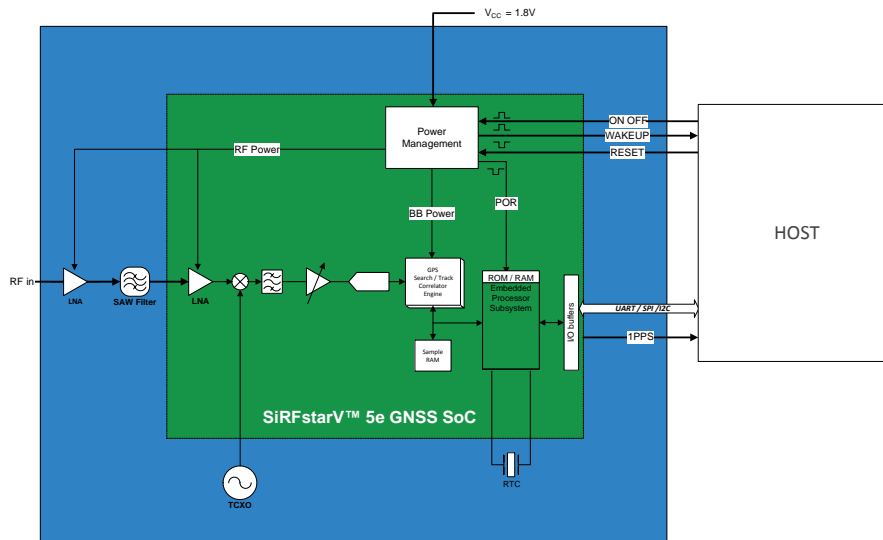 VCC = 1.8V
Power
Management
ON OFF
WAKEUP
RESET
RF Power
POR
BB Power
HOST
RF in
LNA
SAW Filter
LNA
GPS
Search / Track
Correlator
Engine
ROM / RAM
Embedded
Processor
Subsystem
I/O buffers
UART / SPI /I2C
1PPS
Sample
RAM
SiRFstarV™ 5e GNSS SoC
RTC
TCXO